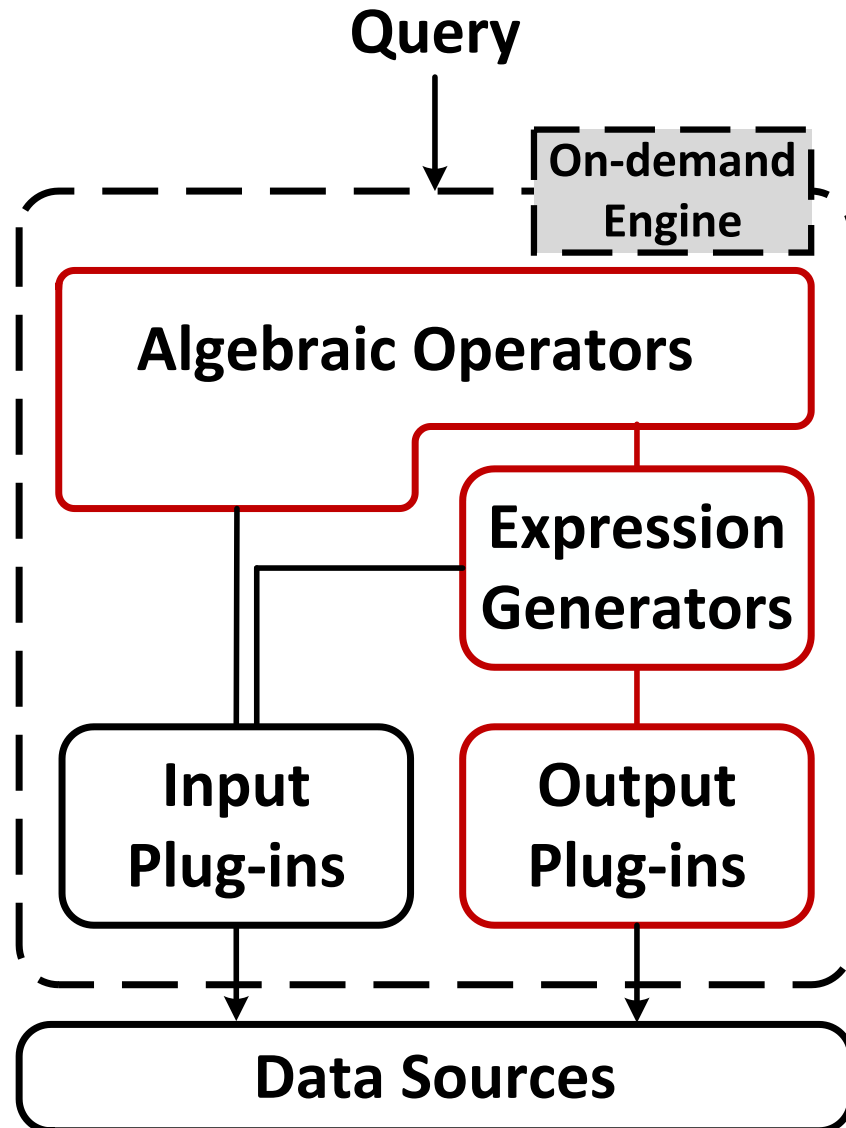 Query
On-demand
Engine
Algebraic Operators
Expression
Generators
Input
Plug-ins
Output
Plug-ins
Data Sources